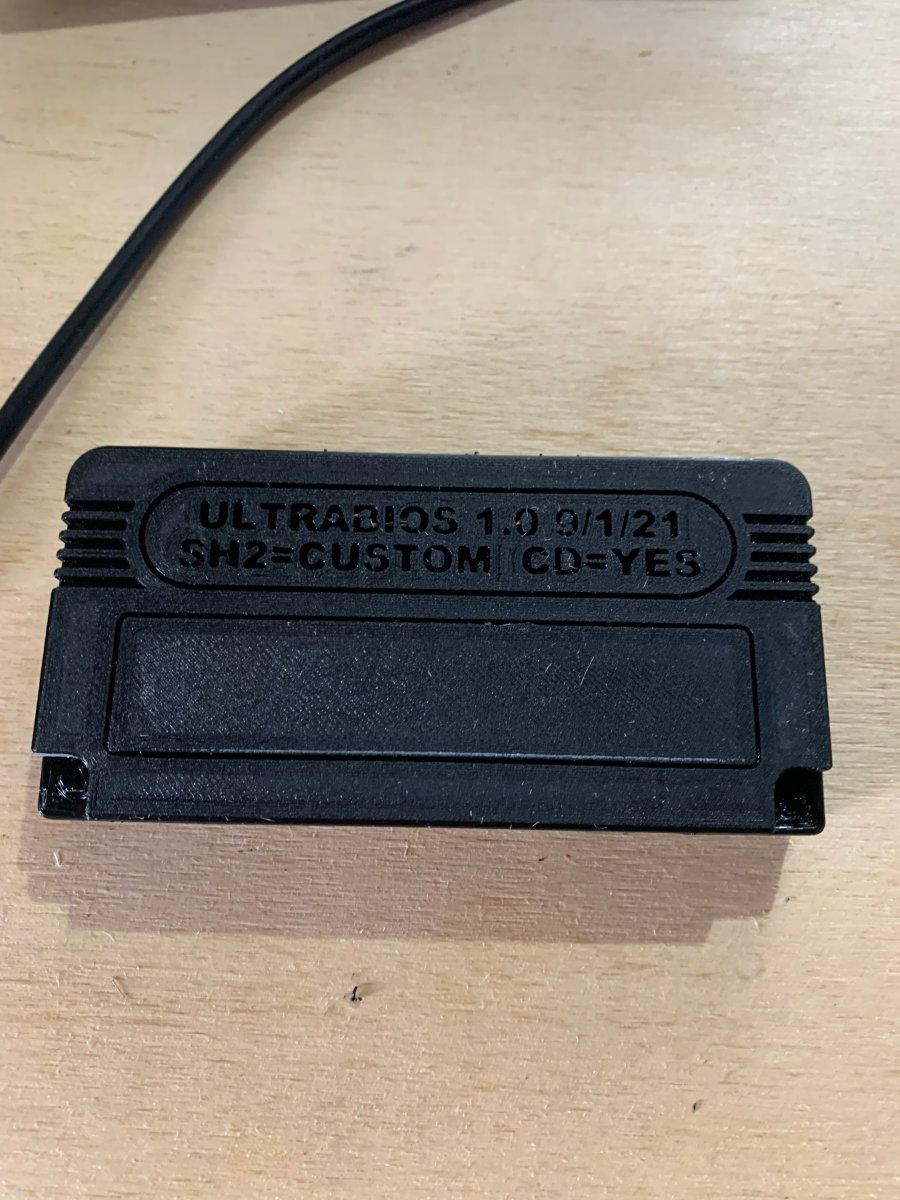 ULTRABIOS 1.0 9/1/21
SH2=CUSTOM CD=YES